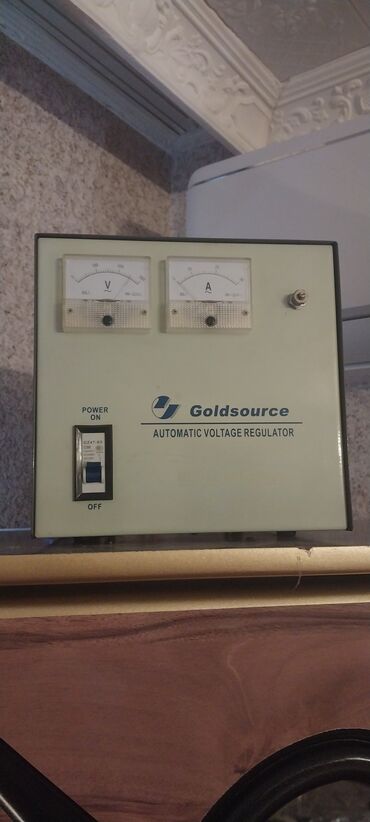 V
A
Goldsource
AUTOMATIC VOLTAGE REGULATOR
POWER
ON
OFF